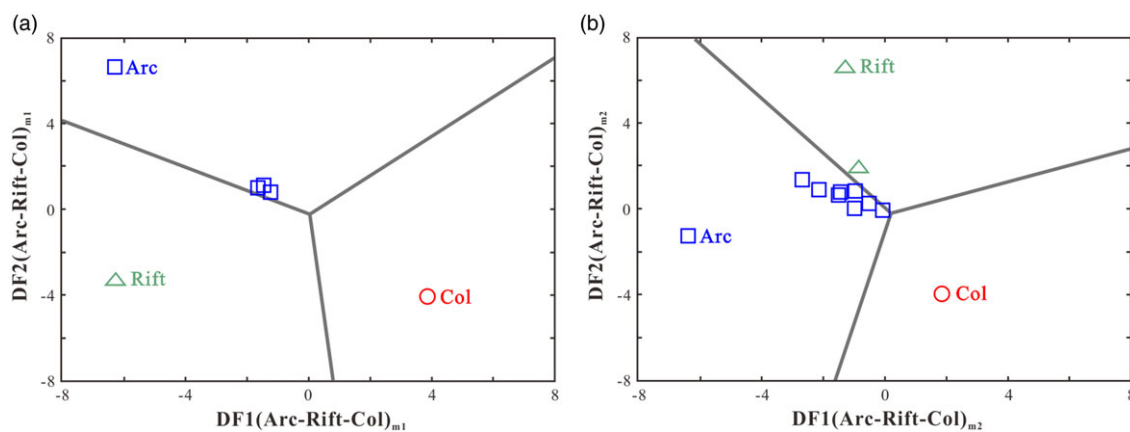 (a)
8
4
0
-4
-8
-8
-4
0
4
8
DF2(Arc-Rift-Col)m1
DF1(Arc-Rift-Col)m1
Arc
Rift
Col
(b)
8
4
0
-4
-8
-8
-4
0
4
8
DF2(Arc-Rift-Col)m2
DF1(Arc-Rift-Col)m2
Rift
Arc
Col